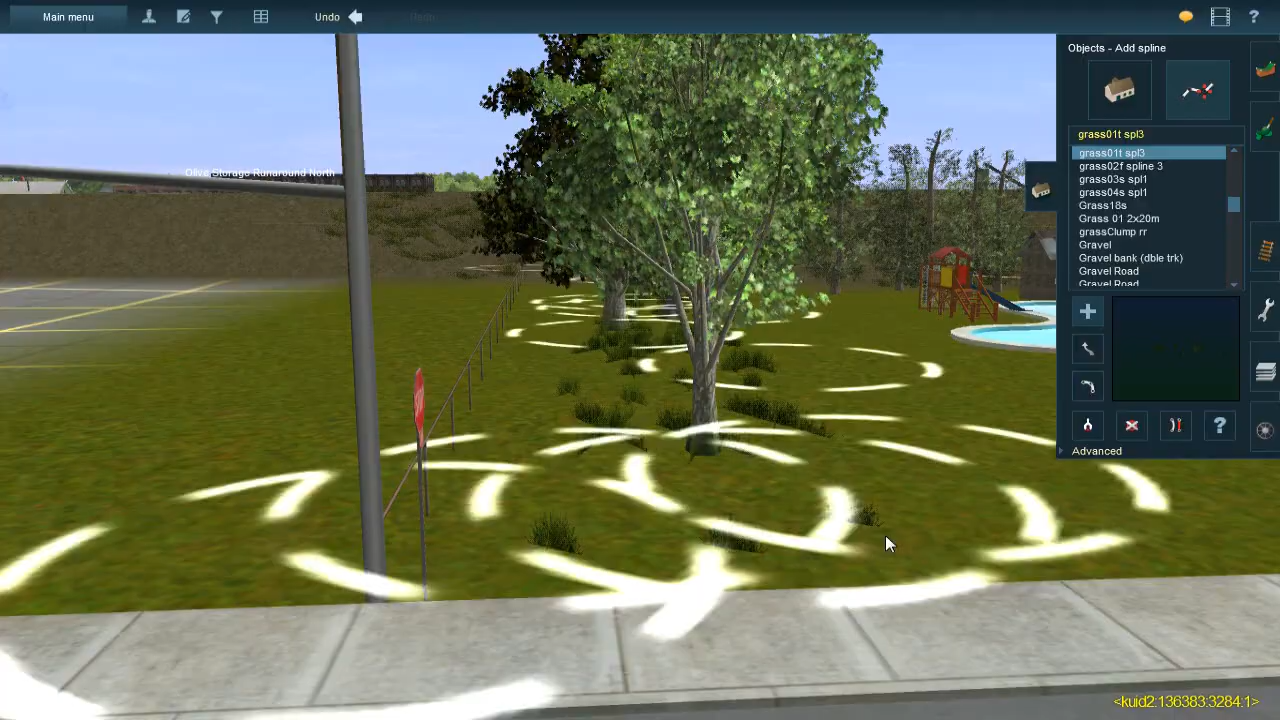 Main menu
Undo
Redo
?
Objects - Add spline
grass01t spl3
grass01t spl3
grass02f spline 3
grass03s spl1
grass04s spl1
Grass18s
Grass 01 2x20m
grassClump rr
Gravel
Gravel bank (dble trk)
Gravel Road
Gravel Road
Oliva Storage Runaround North
?
Advanced
<kuid2:136383:3284:1>